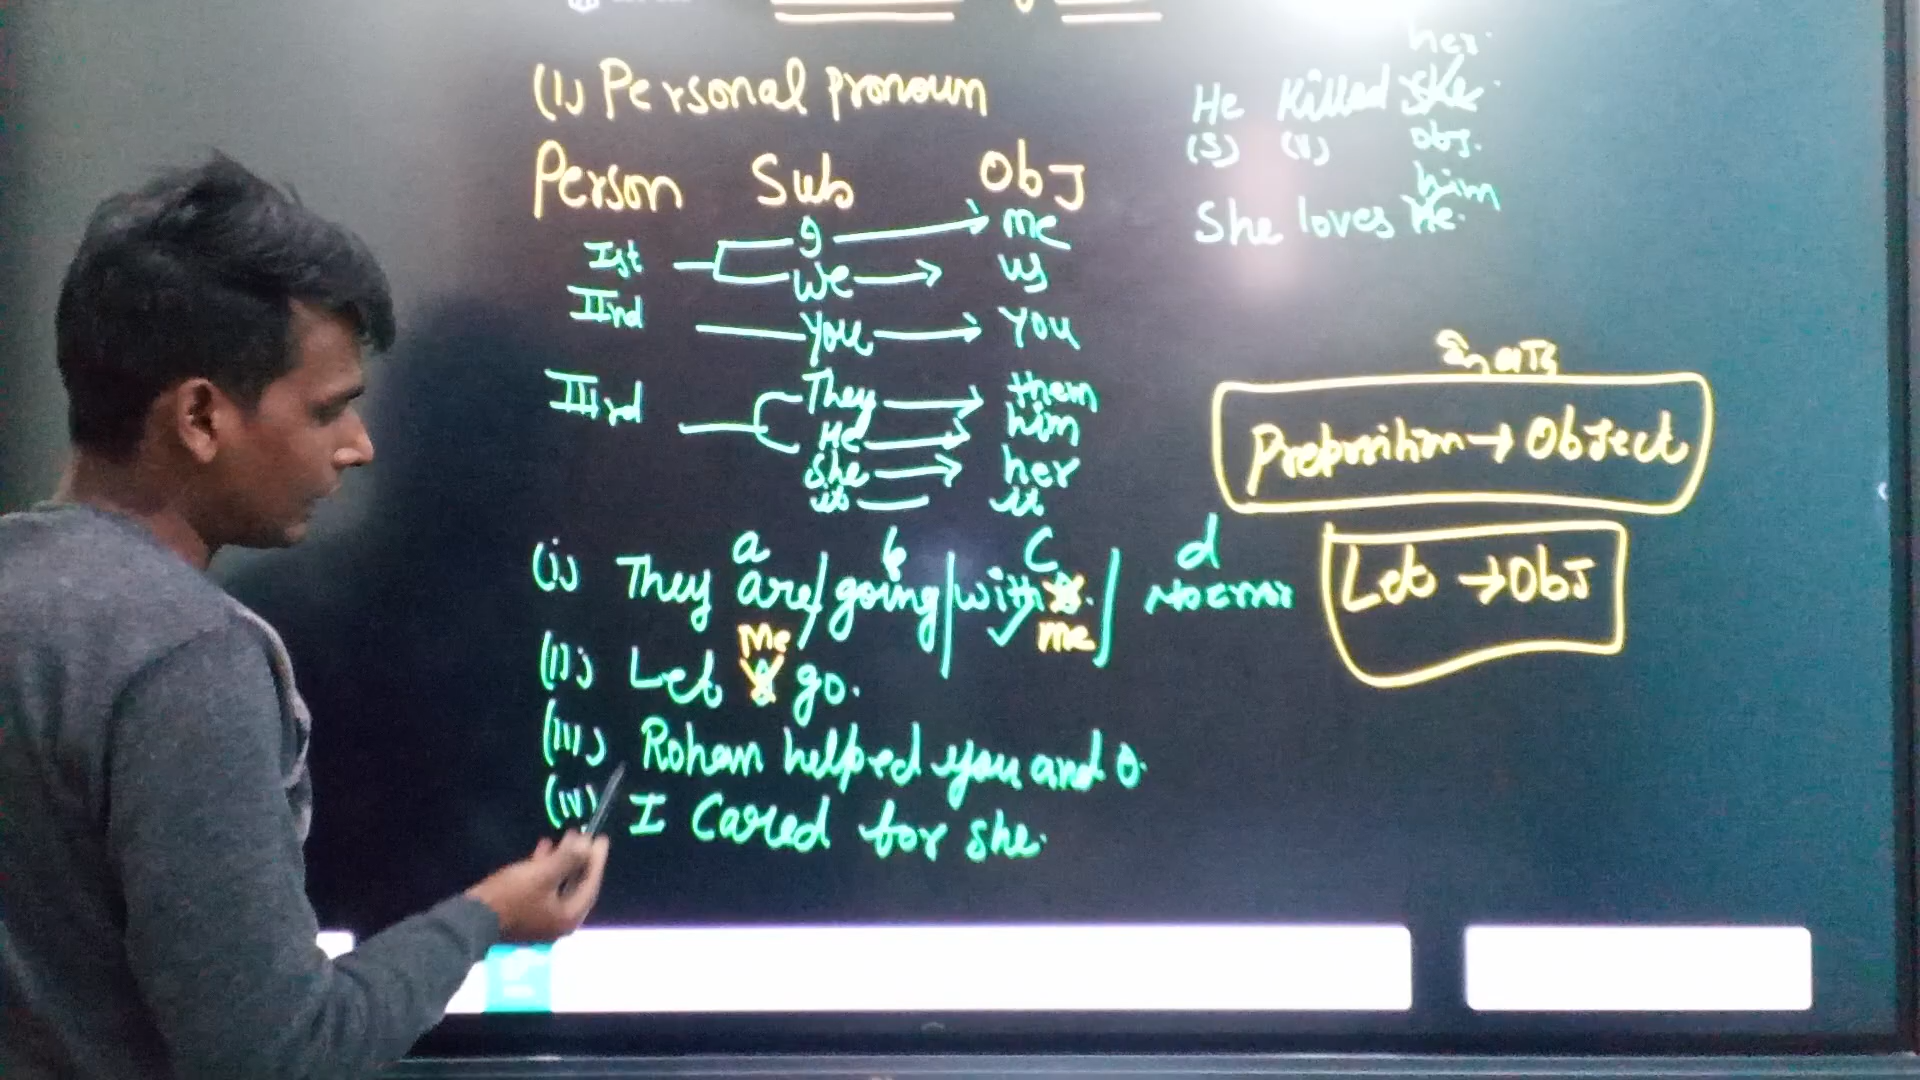 (1) Personal pronoun
Person Sub Obj
Ist I me
we us
IInd you you
IIIrd They them
He him
she her
it it
a b c d
(i) They are / going / with . / No error
me
me
(ii) Let go.
(iii) Rohan helped you and I.
(iv) I Cared for she.
her.
He Killed she.
(S) (V) Obj.
him
She loves He.
Preposition → Object
Let → Obj